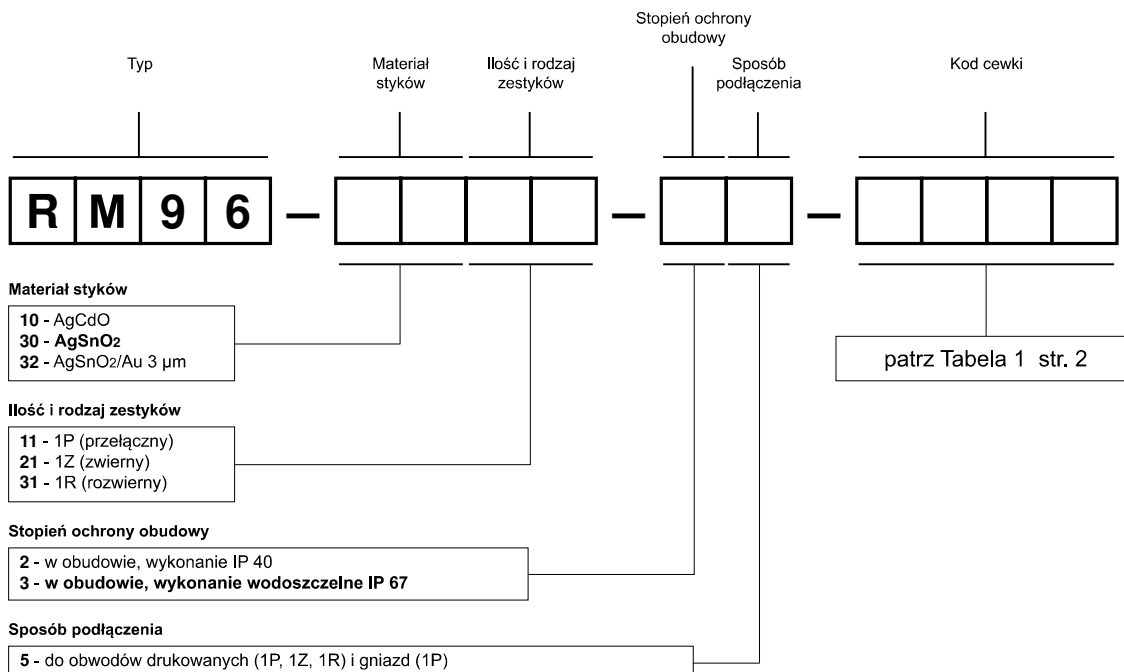 Stopień ochrony
obudowy
Typ
Materiał
styków
Ilość i rodzaj
zestyków
Sposób
podłączenia
Kod cewki
R M 9 6 – –  –
Materiał styków
10 - AgCdO
30 - AgSnO₂
32 - AgSnO₂/Au 3 μm
patrz Tabela 1 str. 2
Ilość i rodzaj zestyków
11 - 1P (przełączny)
21 - 1Z (zwierny)
31 - 1R (rozwierny)
Stopień ochrony obudowy
2 - w obudowie, wykonanie IP 40
3 - w obudowie, wykonanie wodoszczelne IP 67
Sposób podłączenia
5 - do obwodów drukowanych (1P, 1Z, 1R) i gniazd (1P)